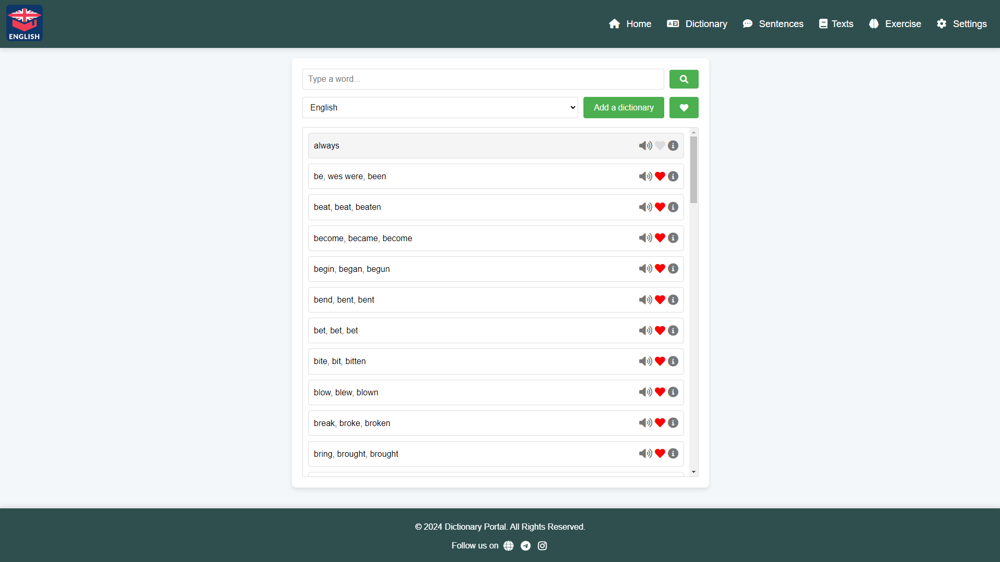 ENGLISH
Home Dictionary Sentences Texts Exercise Settings
Type a word...
English Add a dictionary
always
be, wes were, been
beat, beat, beaten
become, became, become
begin, began, begun
bend, bent, bent
bet, bet, bet
bite, bit, bitten
blow, blew, blown
break, broke, broken
bring, brought, brought
© 2024 Dictionary Portal. All Rights Reserved.
Follow us on